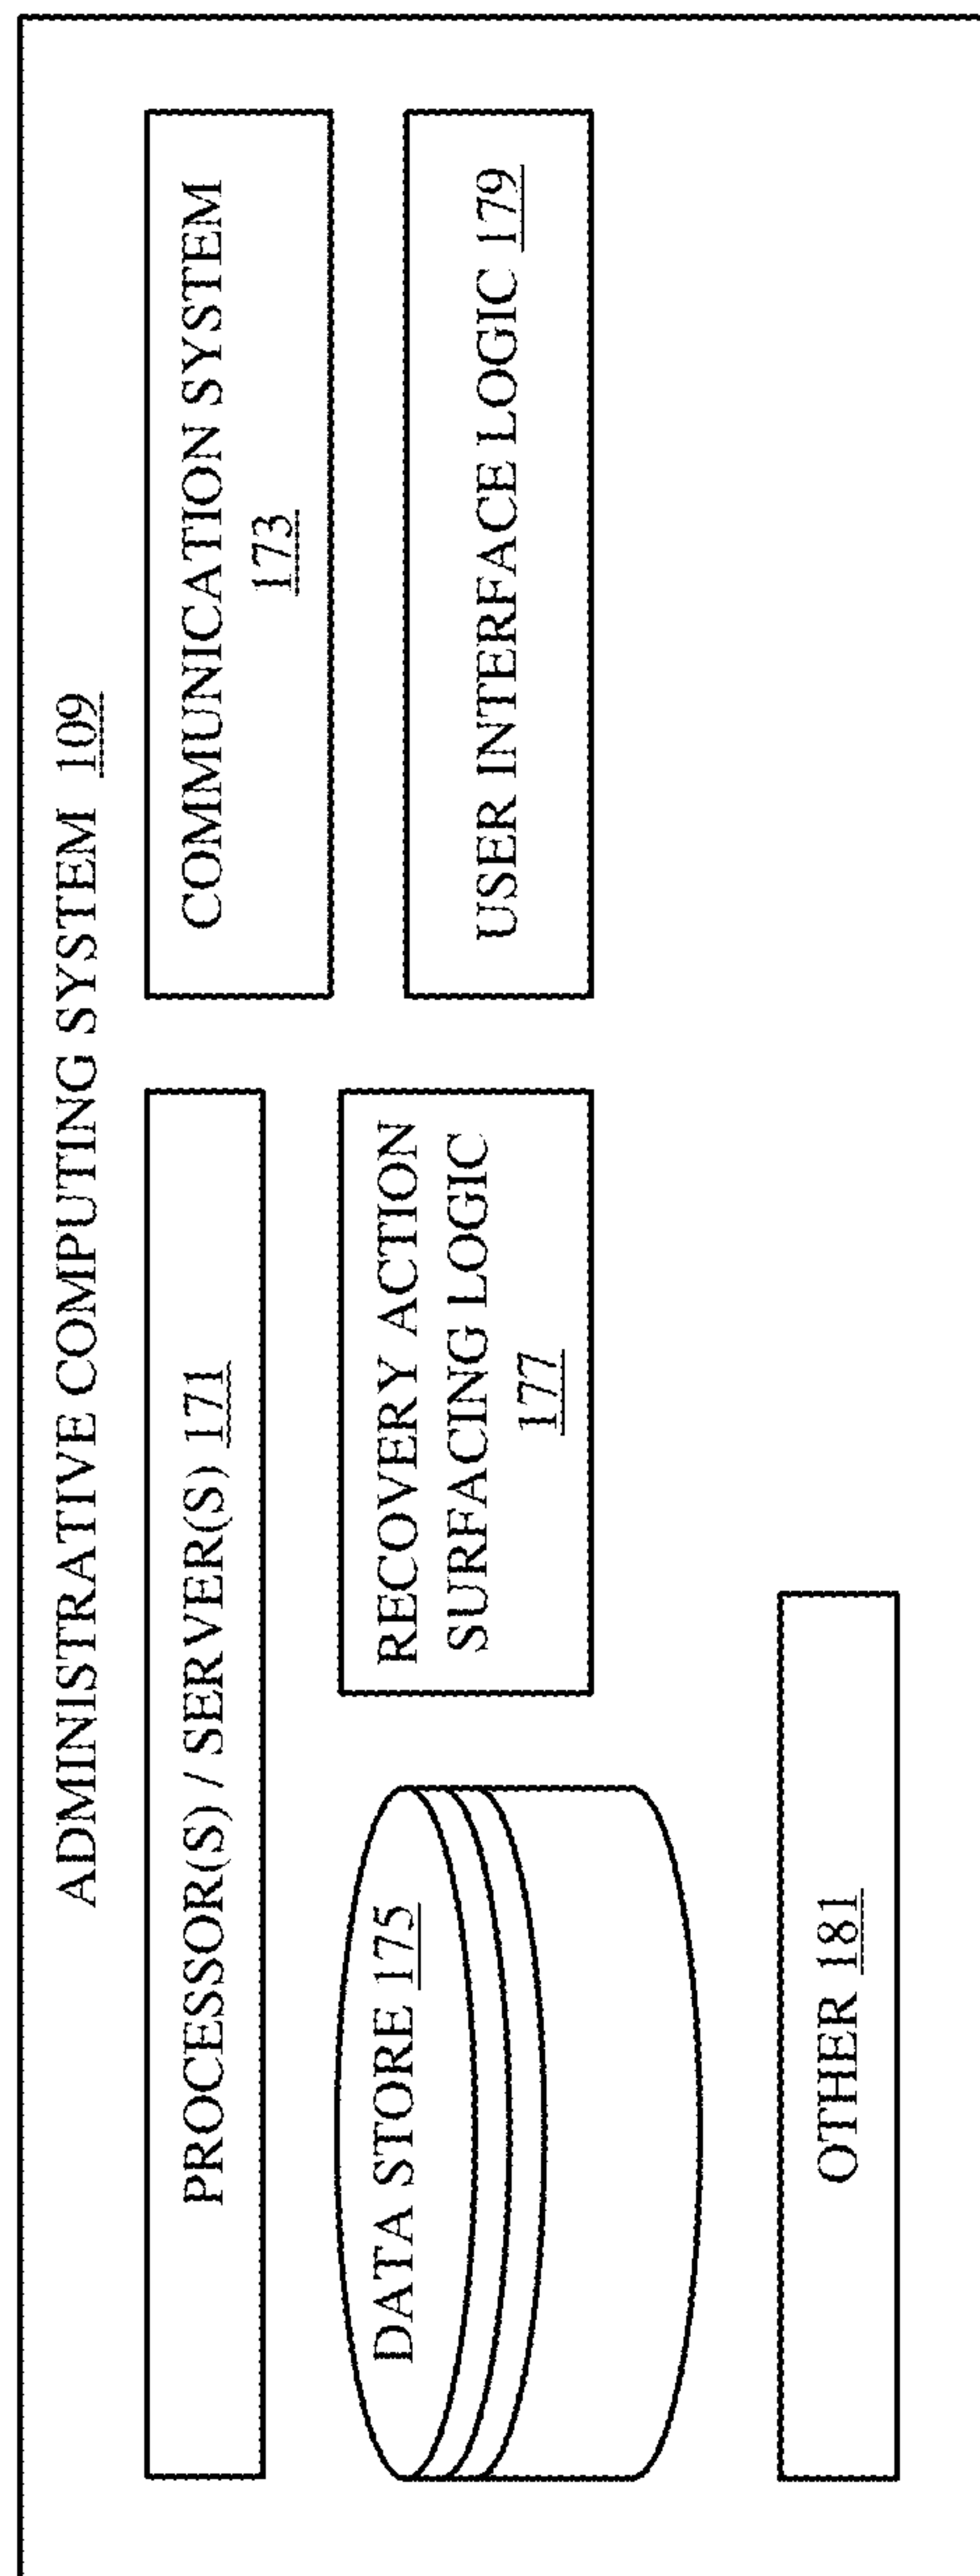 ADMINISTRATIVE COMPUTING SYSTEM 109
PROCESSOR(S) / SERVER(S) 171
COMMUNICATION SYSTEM
173
DATA STORE 175
RECOVERY ACTION
SURFACING LOGIC
177
USER INTERFACE LOGIC 179
OTHER 181